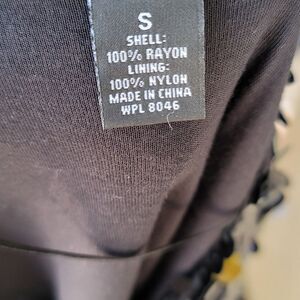 S
SHELL:
100% RAYON
LINING:
100% NYLON
MADE IN CHINA
WPL 8046